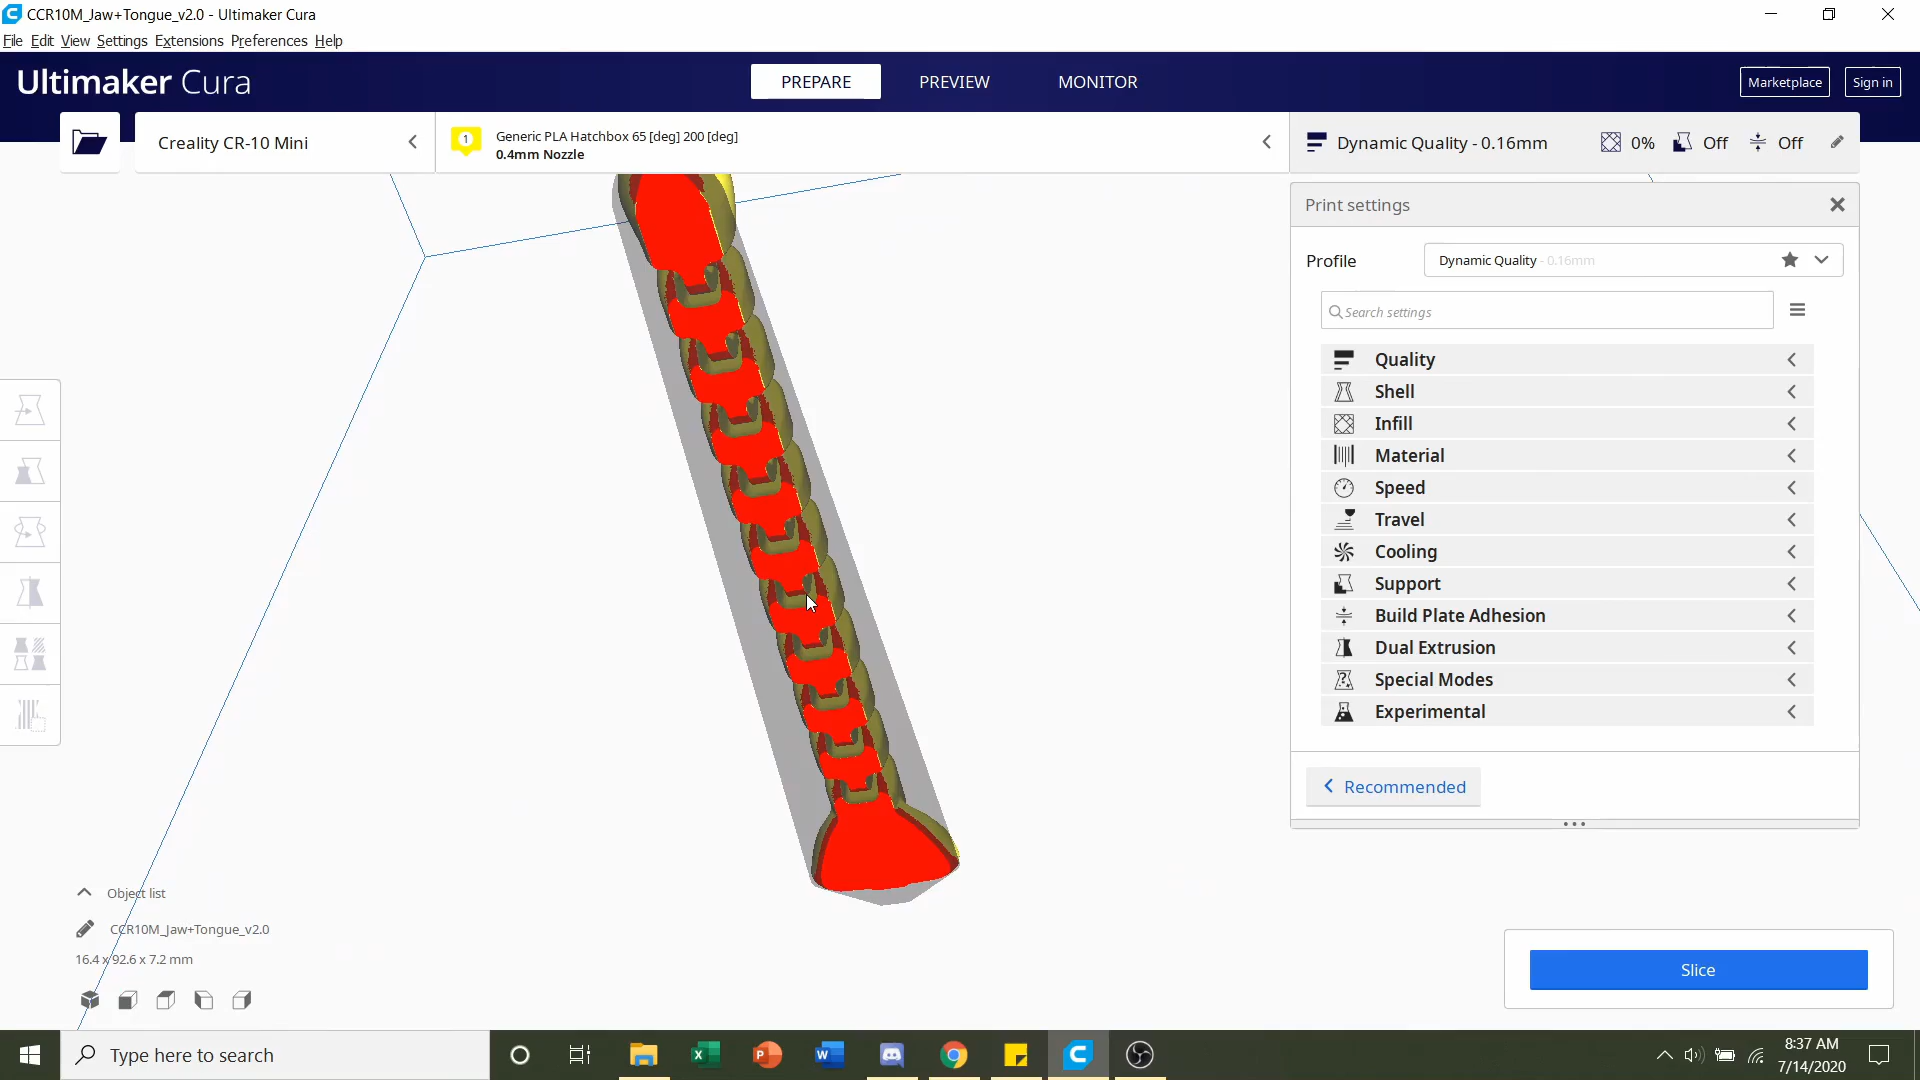 CCR10M_Jaw+Tongue_v2.0 - Ultimaker Cura
File Edit View Settings Extensions Preferences Help
Ultimaker Cura
PREPARE
PREVIEW
MONITOR
Marketplace
Sign in
Creality CR-10 Mini
1
Generic PLA Hatchbox 65 [deg] 200 [deg]
0.4mm Nozzle
Dynamic Quality - 0.16mm
0%
Off
Off
Print settings
Profile
Dynamic Quality - 0.16mm
Search settings
Quality
Shell
Infill
Material
Speed
Travel
Cooling
Support
Build Plate Adhesion
Dual Extrusion
Special Modes
Experimental
Recommended
Object list
CCR10M_Jaw+Tongue_v2.0
16.4 x 92.6 x 7.2 mm
Slice
Type here to search
8:37 AM
7/14/2020